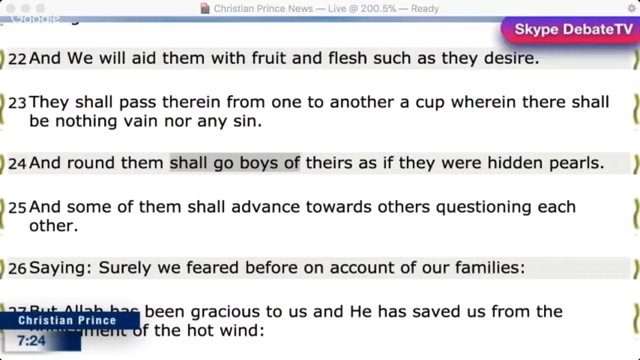 Christian Prince News — Live @ 200.5% — Ready
Google
Skype DebateTV
22 And We will aid them with fruit and flesh such as they desire.
23 They shall pass therein from one to another a cup wherein there shall
be nothing vain nor any sin.
24 And round them shall go boys of theirs as if they were hidden pearls.
25 And some of them shall advance towards others questioning each
other.
26 Saying: Surely we feared before on account of our families:
27 But Allah has been gracious to us and He has saved us from the
of the hot wind:
Christian Prince
7:24